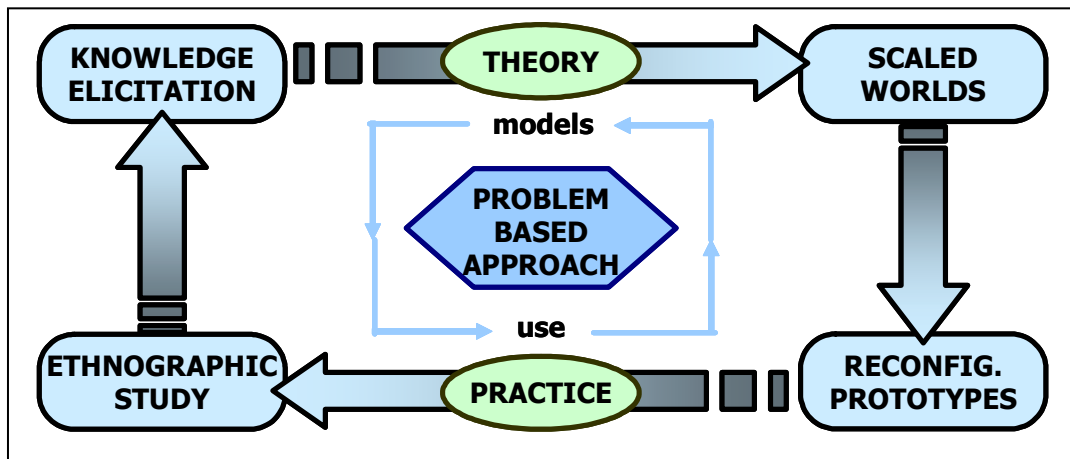 KNOWLEDGE
ELICITATION
THEORY
SCALED
WORLDS
models
PROBLEM
BASED
APPROACH
use
ETHNOGRAPHIC
STUDY
PRACTICE
RECONFIG.
PROTOTYPES